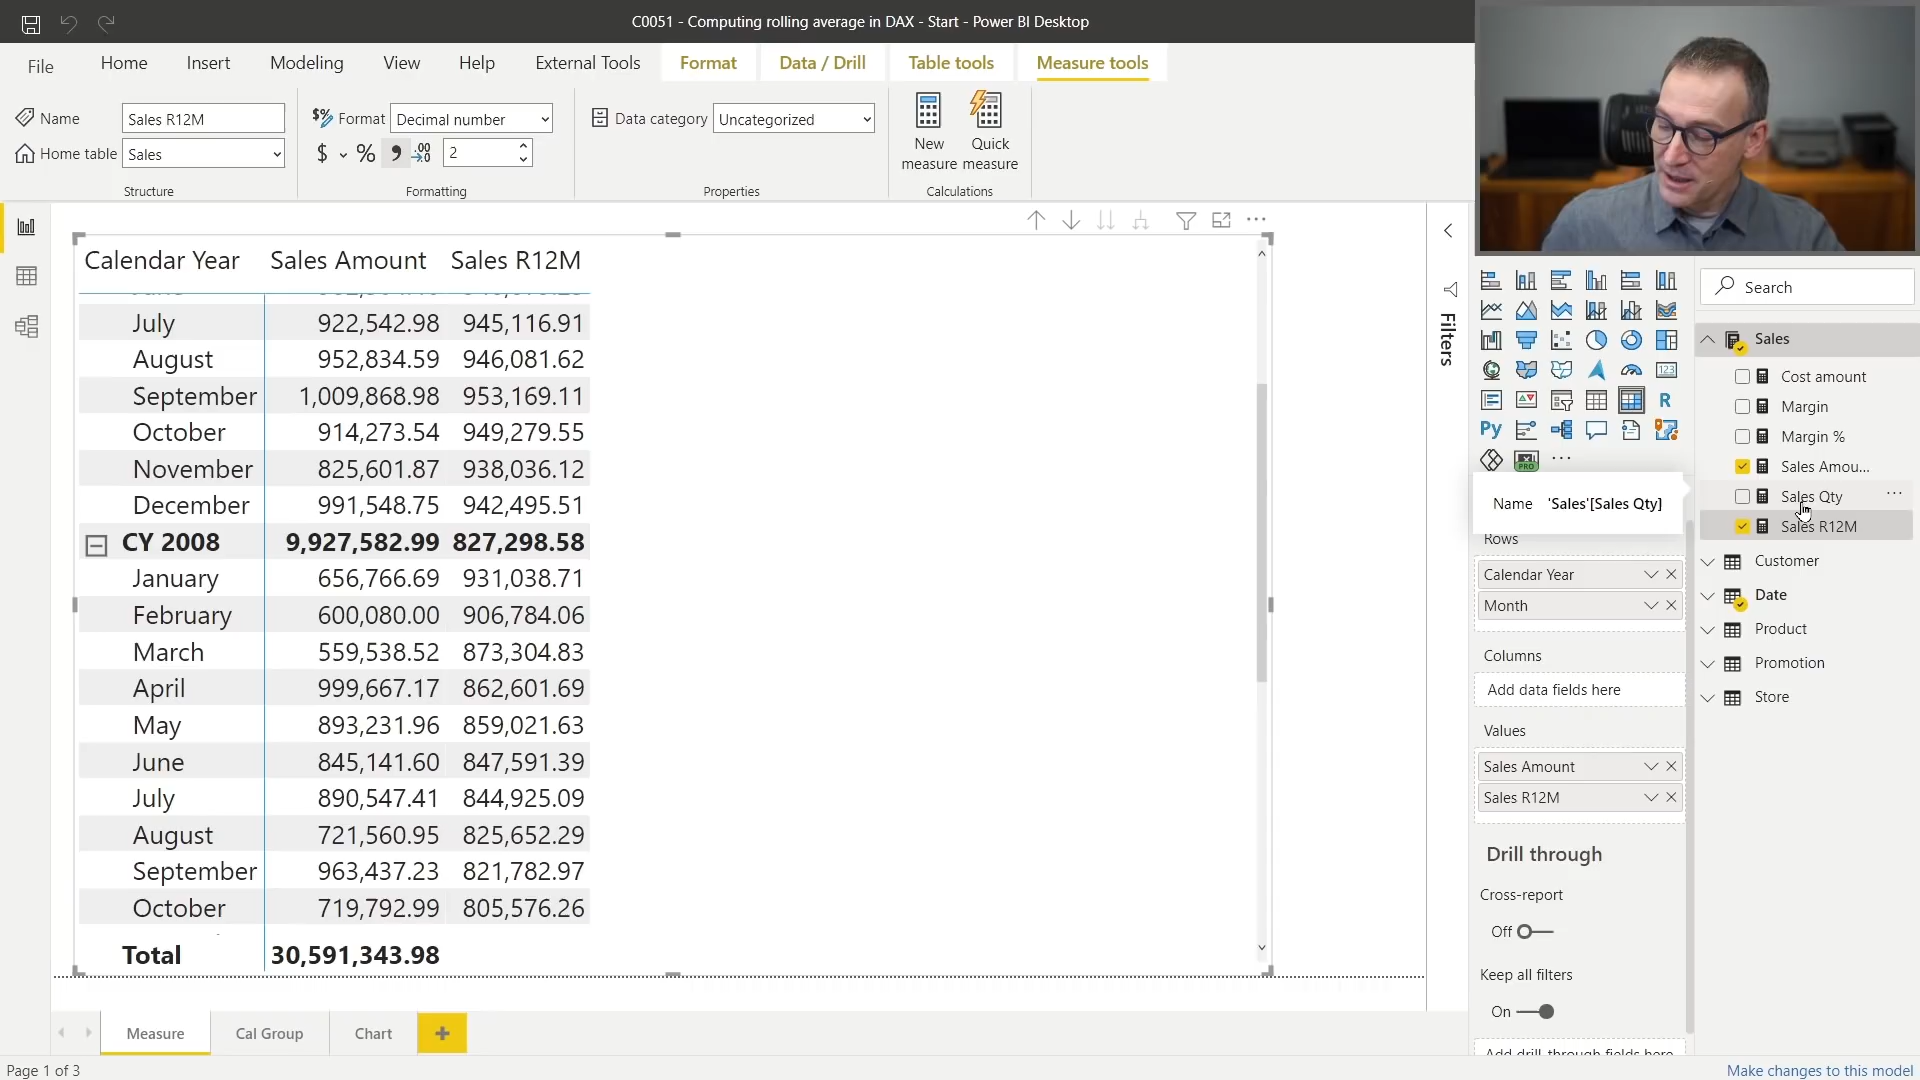 C0051 - Computing rolling average in DAX - Start - Power BI Desktop
File Home Insert Modeling View Help External Tools Format Data / Drill Table tools Measure tools
Name Sales R12M
Home table Sales
Structure
Format Decimal number
$ % 2
Formatting
Data category Uncategorized
Properties
New measure
Quick measure
Calculations
Calendar Year Sales Amount Sales R12M
July 922,542.98 945,116.91
August 952,834.59 946,081.62
September 1,009,868.98 953,169.11
October 914,273.54 949,279.55
November 825,601.87 938,036.12
December 991,548.75 942,495.51
CY 2008 9,927,582.99 827,298.58
January 656,766.69 931,038.71
February 600,080.00 906,784.06
March 559,538.52 873,304.83
April 999,667.17 862,601.69
May 893,231.96 859,021.63
June 845,141.60 847,591.39
July 890,547.41 844,925.09
August 721,560.95 825,652.29
September 963,437.23 821,782.97
October 719,792.99 805,576.26
Total 30,591,343.98
Filters
R
Py
PRO
Name 'Sales'[Sales Qty]
Rows
Calendar Year
Month
Columns
Add data fields here
Values
Sales Amount
Sales R12M
Drill through
Cross-report
Off
Keep all filters
On
Add drill-through fields here
Search
Sales
Cost amount
Margin
Margin %
Sales Amou...
Sales Qty
Sales R12M
Customer
Date
Product
Promotion
Store
Measure Cal Group Chart +
Page 1 of 3
Make changes to this model